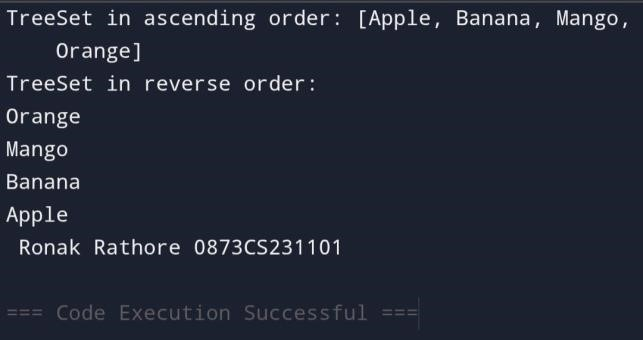 TreeSet in ascending order: [Apple, Banana, Mango,
Orange]
TreeSet in reverse order:
Orange
Mango
Banana
Apple
Ronak Rathore 0873CS231101
=== Code Execution Successful ===